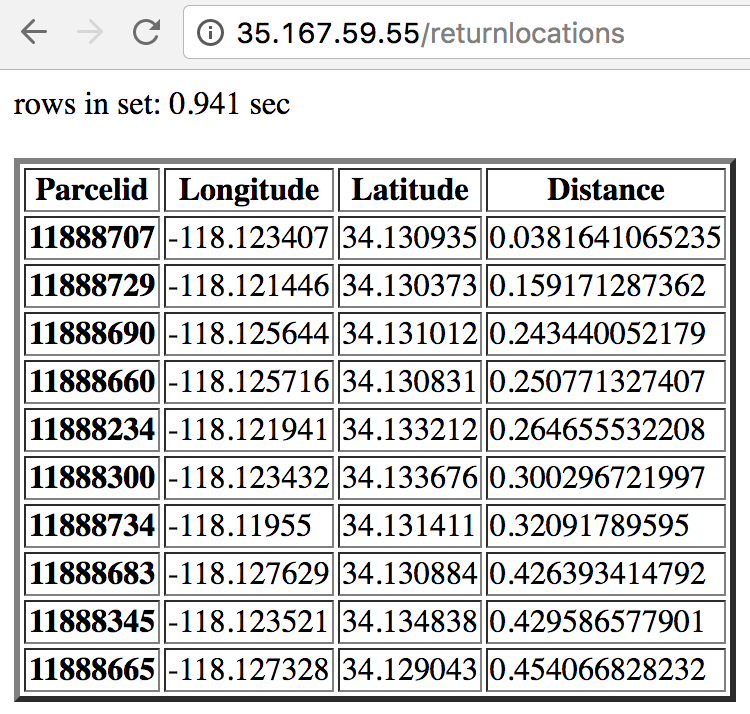 35.167.59.55/returnlocations
rows in set: 0.941 sec
Parcelid Longitude Latitude Distance
11888707 -118.123407 34.130935 0.0381641065235
11888729 -118.121446 34.130373 0.159171287362
11888690 -118.125644 34.131012 0.243440052179
11888660 -118.125716 34.130831 0.250771327407
11888234 -118.121941 34.133212 0.264655532208
11888300 -118.123432 34.133676 0.300296721997
11888734 -118.11955 34.131411 0.32091789595
11888683 -118.127629 34.130884 0.426393414792
11888345 -118.123521 34.134838 0.429586577901
11888665 -118.127328 34.129043 0.454066828232